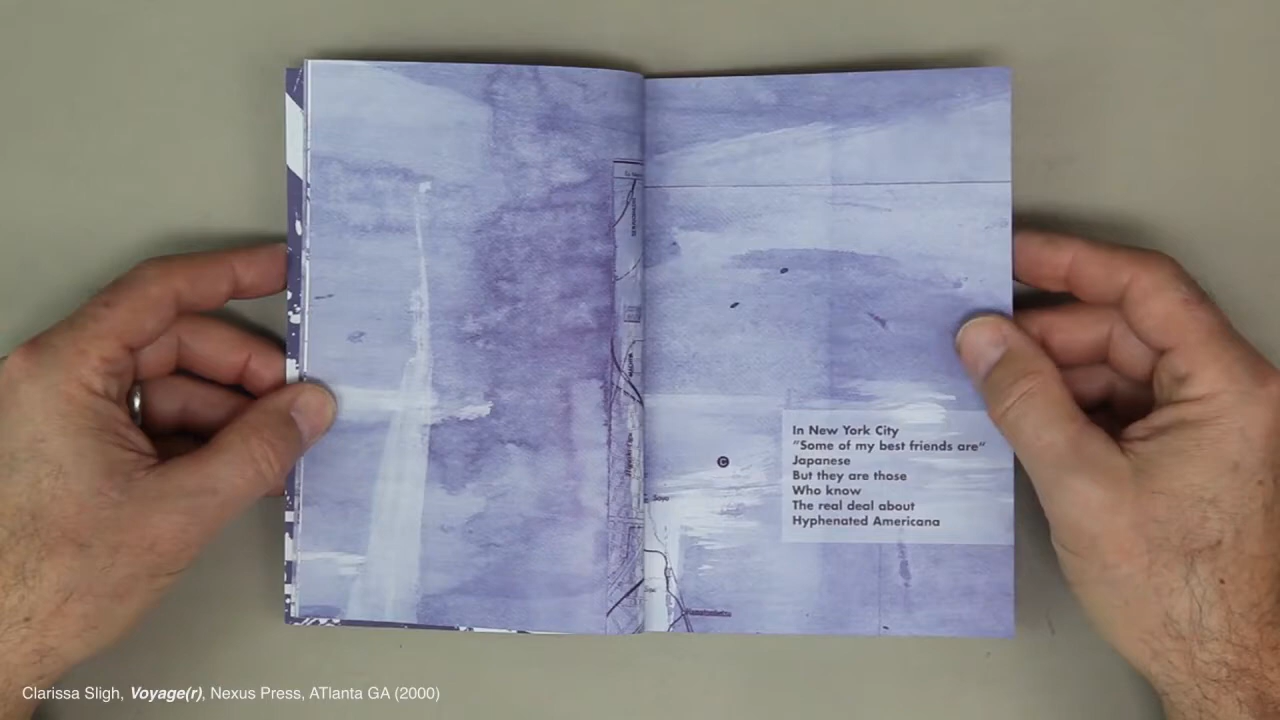 In New York City
“Some of my best friends are”
Japanese
But they are those
Who know
The real deal about
Hyphenated Americana
C
Soya
Clarissa Sligh, Voyage(r), Nexus Press, ATlanta GA (2000)